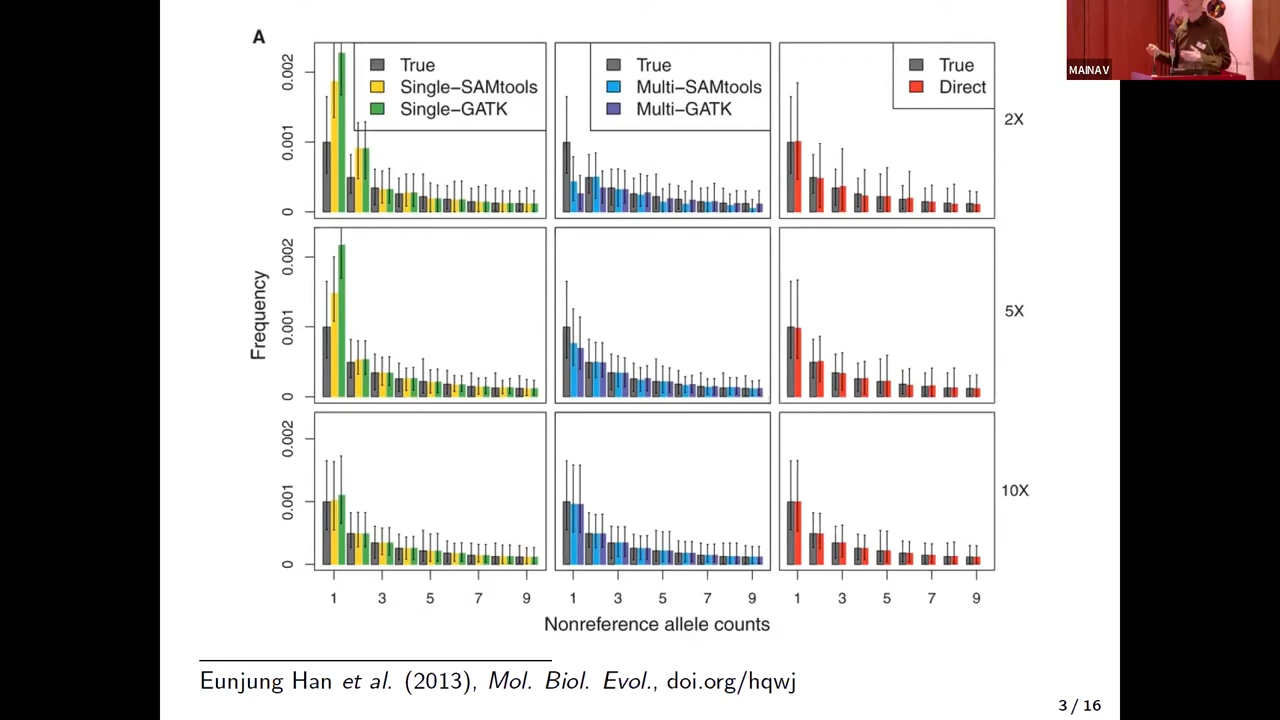 A
True
Single−SAMtools
Single−GATK
True
Multi−SAMtools
Multi−GATK
True
Direct
MAINAV
2X
0.002
0.001
0
5X
0.002
0.001
0
10X
0.002
0.001
0
Frequency
1 3 5 7 9
1 3 5 7 9
1 3 5 7 9
Nonreference allele counts
Eunjung Han et al. (2013), Mol. Biol. Evol., doi.org/hqwj
3 / 16